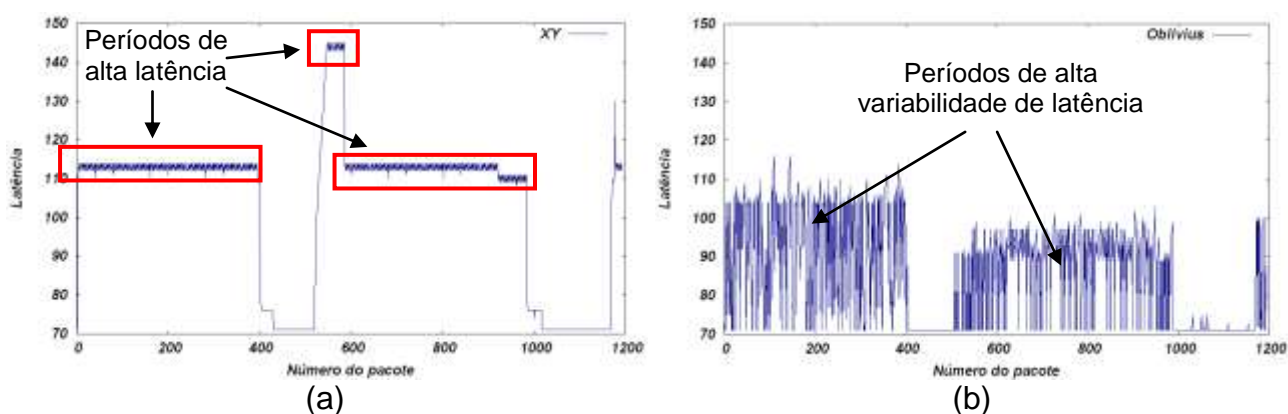 150
140
130
120
110
100
90
80
70
Latência
XY
Períodos de
alta latência
0
200
400
600
800
1000
1200
Número do pacote
(a)
150
140
130
120
110
100
90
80
70
Latência
Oblivius
Períodos de alta
variabilidade de latência
0
200
400
600
800
1000
1200
Número do pacote
(b)